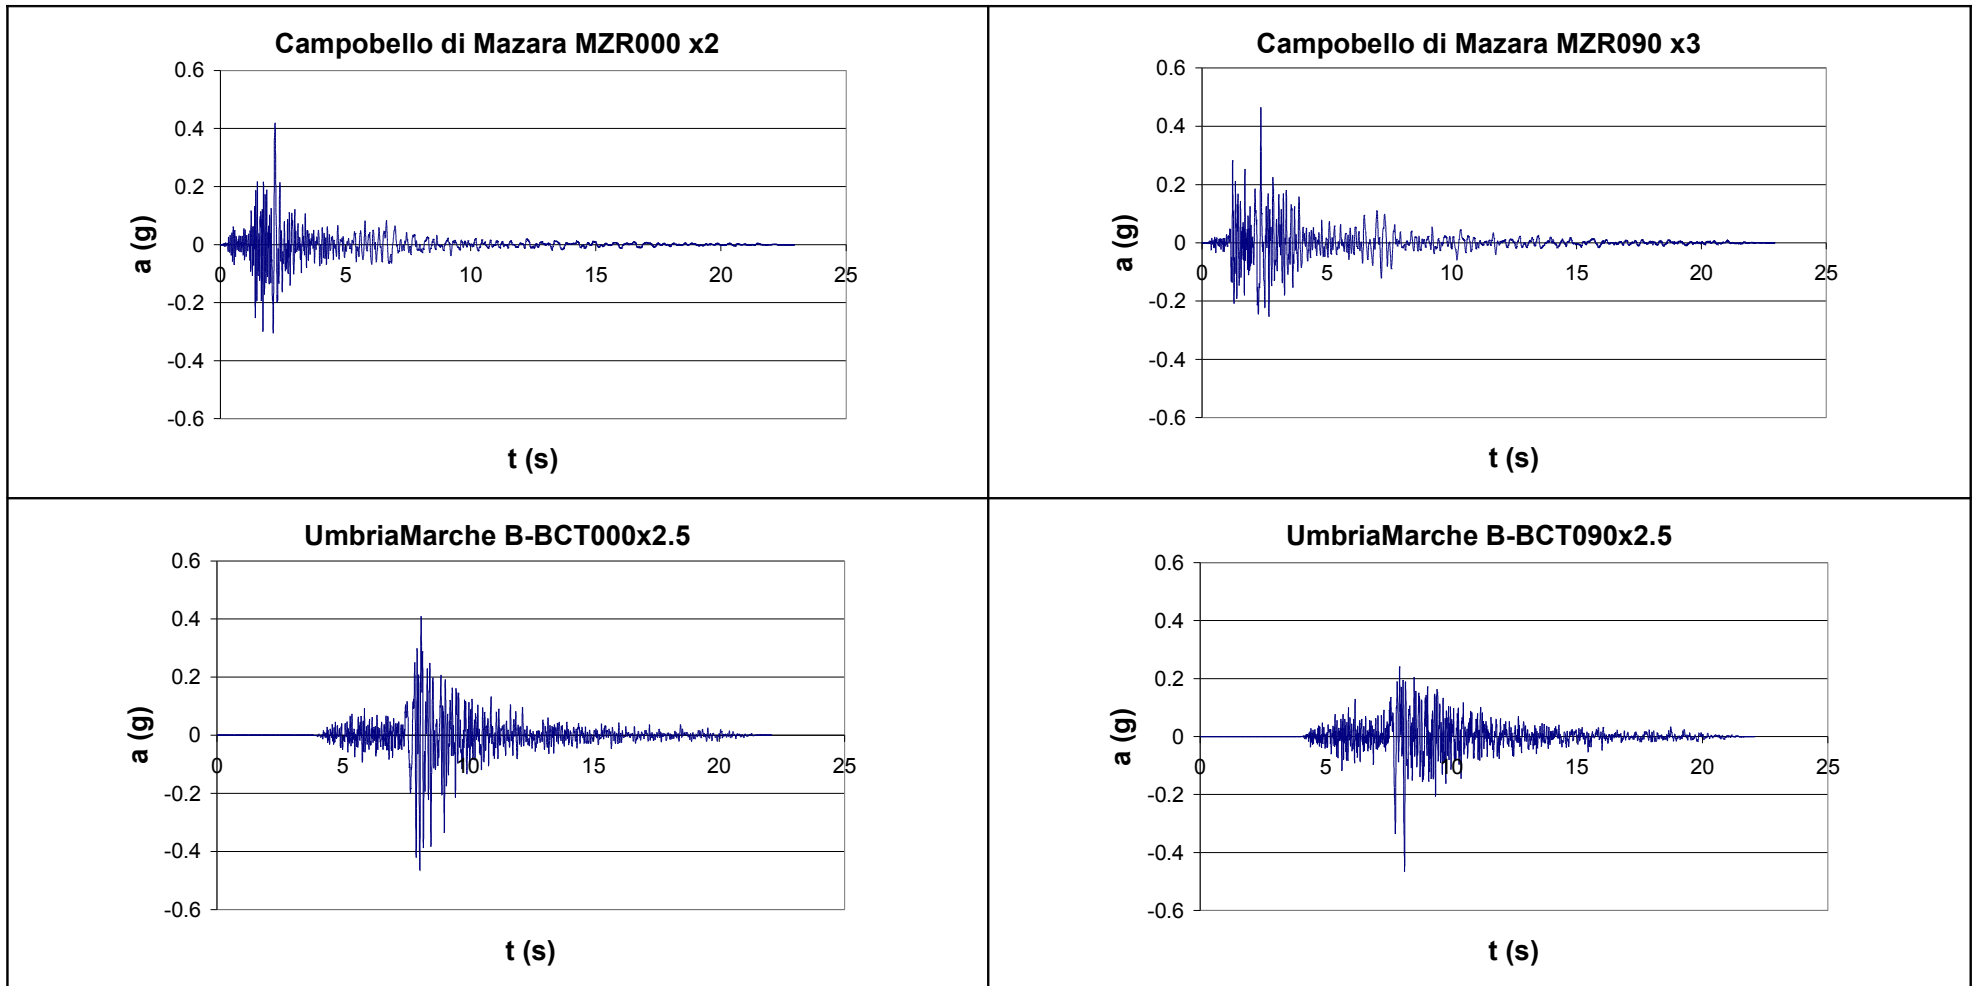 Campobello di Mazara MZR000 x2
0.6
0.4
0.2
0
-0.2
-0.4
-0.6
0 5 10 15 20 25
a (g)
t (s)
Campobello di Mazara MZR090 x3
0.6
0.4
0.2
0
-0.2
-0.4
-0.6
0 5 10 15 20 25
a (g)
t (s)
UmbriaMarche B-BCT000x2.5
0.6
0.4
0.2
0
-0.2
-0.4
-0.6
0 5 10 15 20 25
a (g)
t (s)
UmbriaMarche B-BCT090x2.5
0.6
0.4
0.2
0
-0.2
-0.4
-0.6
0 5 10 15 20 25
a (g)
t (s)